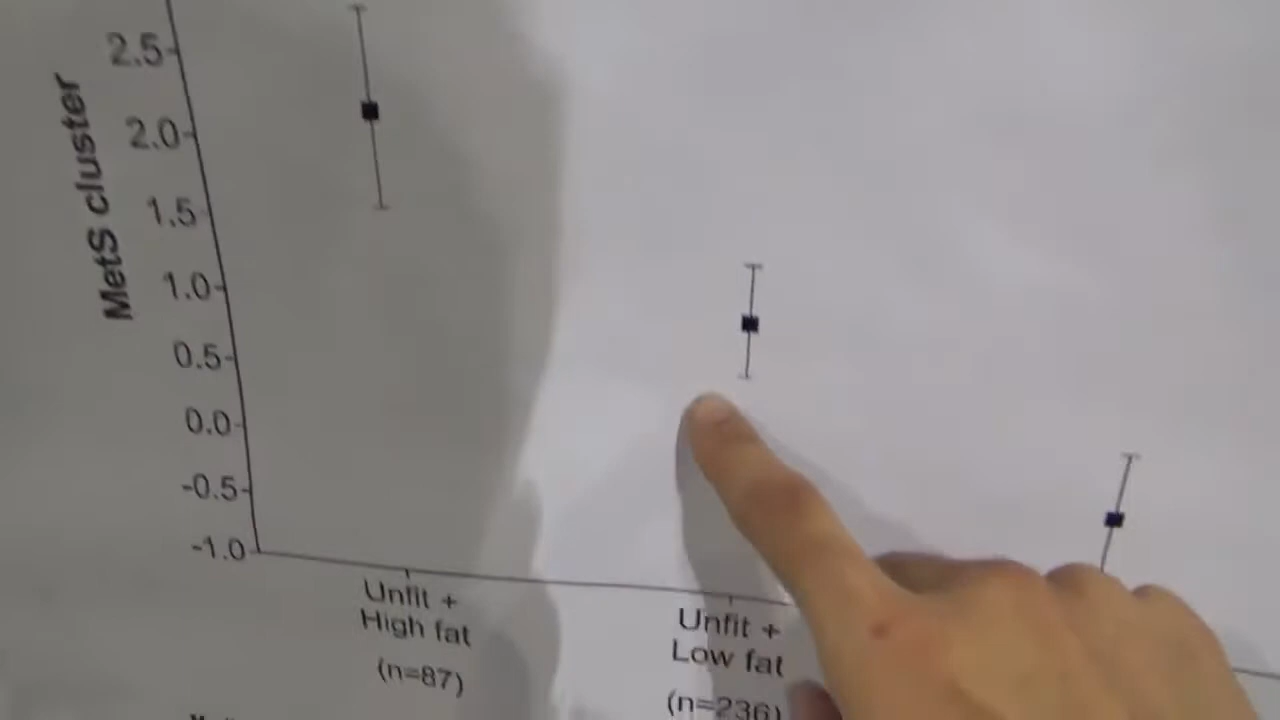 MetS cluster
2.5
2.0
1.5
1.0
0.5
0.0
-0.5
-1.0
Unfit +
High fat
(n=87)
Unfit +
Low fat
(n=236)